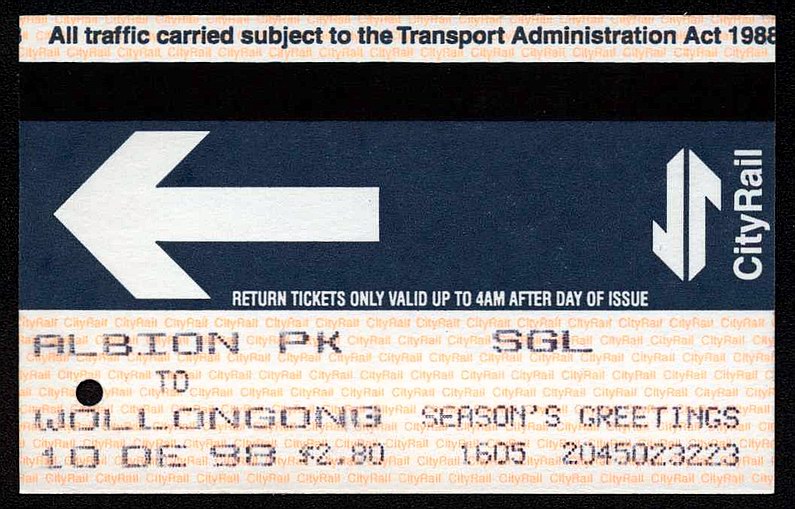 All traffic carried subject to the Transport Administration Act 1988
CityRail
RETURN TICKETS ONLY VALID UP TO 4AM AFTER DAY OF ISSUE
ALBION PK SGL
TO
WOLLONGONG SEASON'S GREETINGS
10 DE 98 $2.80 1605 2045023223